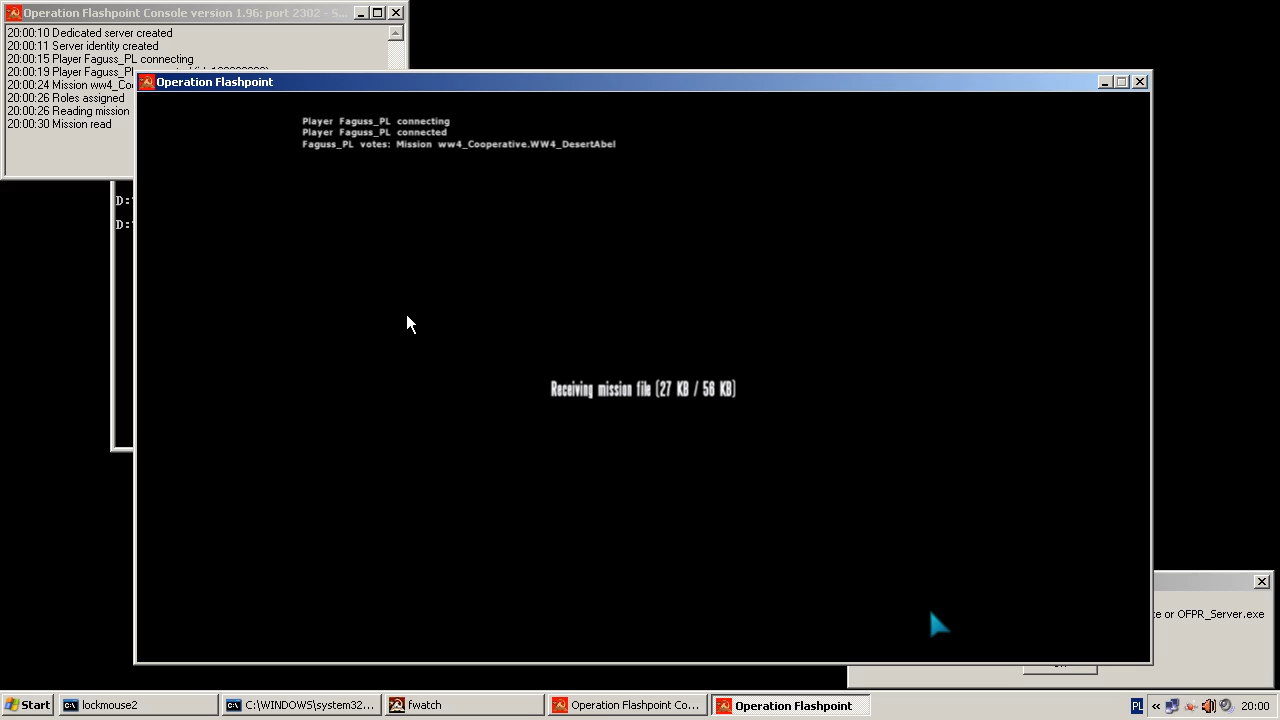 Operation Flashpoint Console version 1.96: port 2302 - S...
20:00:10 Dedicated server created
20:00:11 Server identity created
20:00:15 Player Faguss_PL connecting
20:00:19 Player Faguss_PL
20:00:24 Mission ww4_Co
20:00:26 Roles assigned
20:00:26 Reading mission
20:00:30 Mission read
Operation Flashpoint
Player Faguss_PL connecting
Player Faguss_PL connected
Faguss_PL votes: Mission ww4_Cooperative.WW4_DesertAbel
D:
D:
Receiving mission file (27 KB / 56 KB)
te or OFPR_Server.exe
Start
lockmouse2
C:\WINDOWS\system32...
fwatch
Operation Flashpoint Co...
Operation Flashpoint
PL
«
20:00